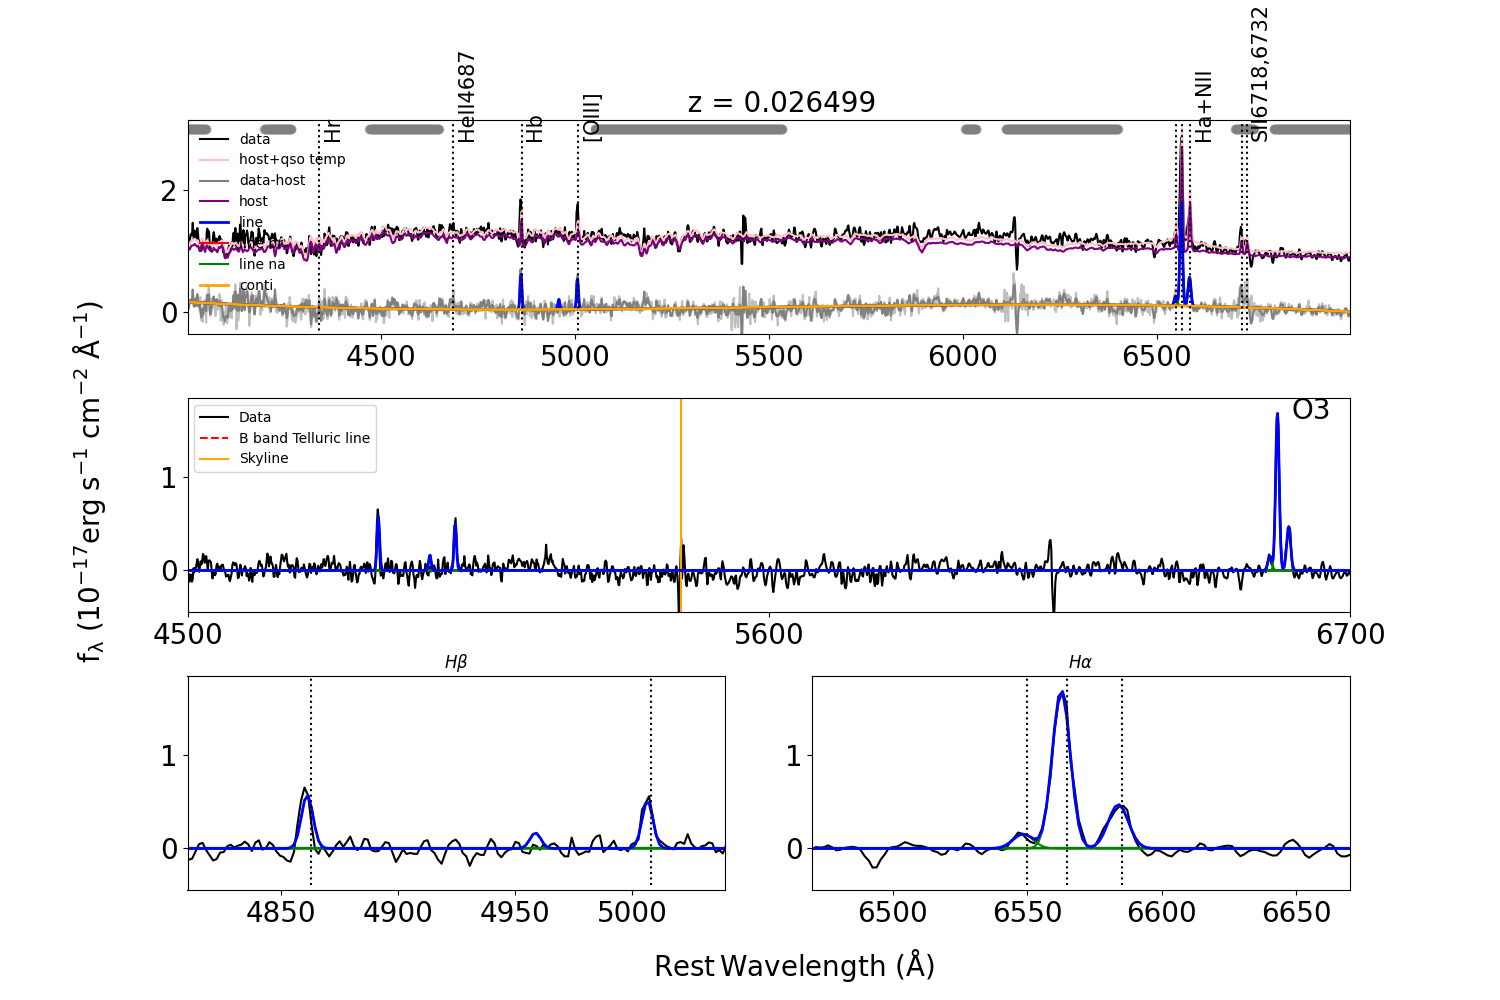 z = 0.026499
Hr
HeII4687
Hb
[OIII]
Ha+NII
SII6718,6732
data
host+qso temp
data-host
host
line
line na
conti
2
0
4500
5000
5500
6000
6500
f_λ (10⁻¹⁷erg s⁻¹ cm⁻² Å⁻¹)
Data
B band Telluric line
Skyline
O3
1
0
4500
5600
6700
Hβ
1
0
4850
4900
4950
5000
Hα
1
0
6500
6550
6600
6650
Rest Wavelength (Å)